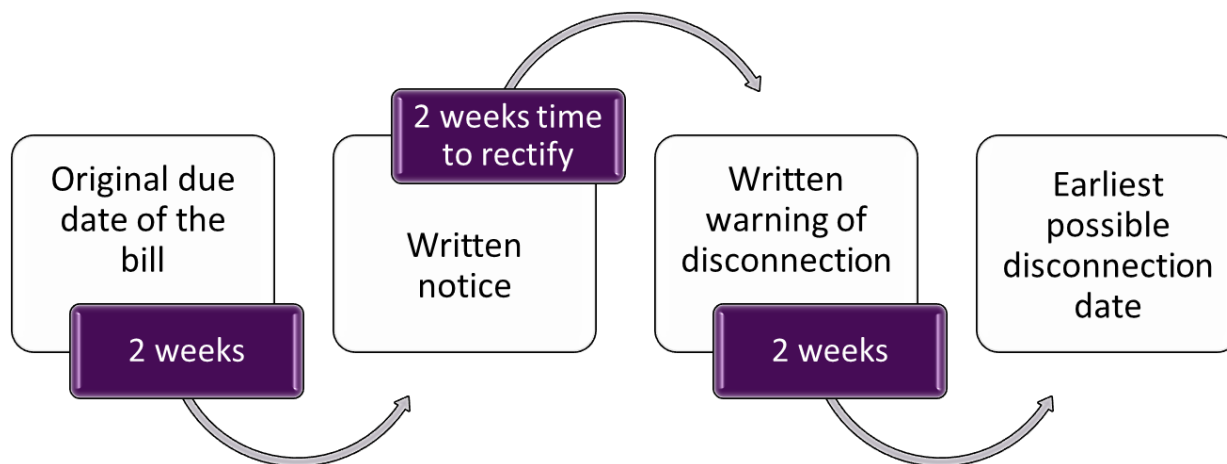 Original due
date of the
bill
2 weeks
2 weeks time
to rectify
Written
notice
Written
warning of
disconnection
2 weeks
Earliest
possible
disconnection
date